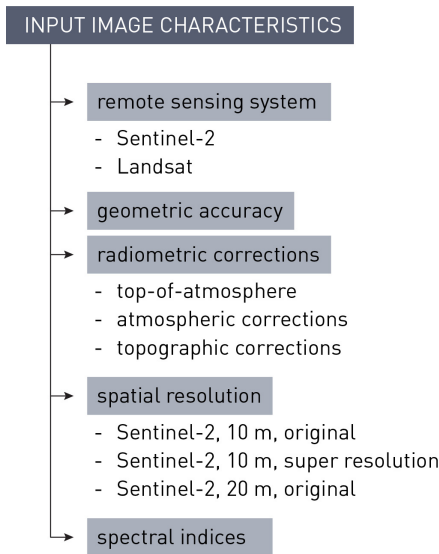 INPUT IMAGE CHARACTERISTICS
remote sensing system
- Sentinel-2
- Landsat
geometric accuracy
radiometric corrections
- top-of-atmosphere
- atmospheric corrections
- topographic corrections
spatial resolution
- Sentinel-2, 10 m, original
- Sentinel-2, 10 m, super resolution
- Sentinel-2, 20 m, original
spectral indices